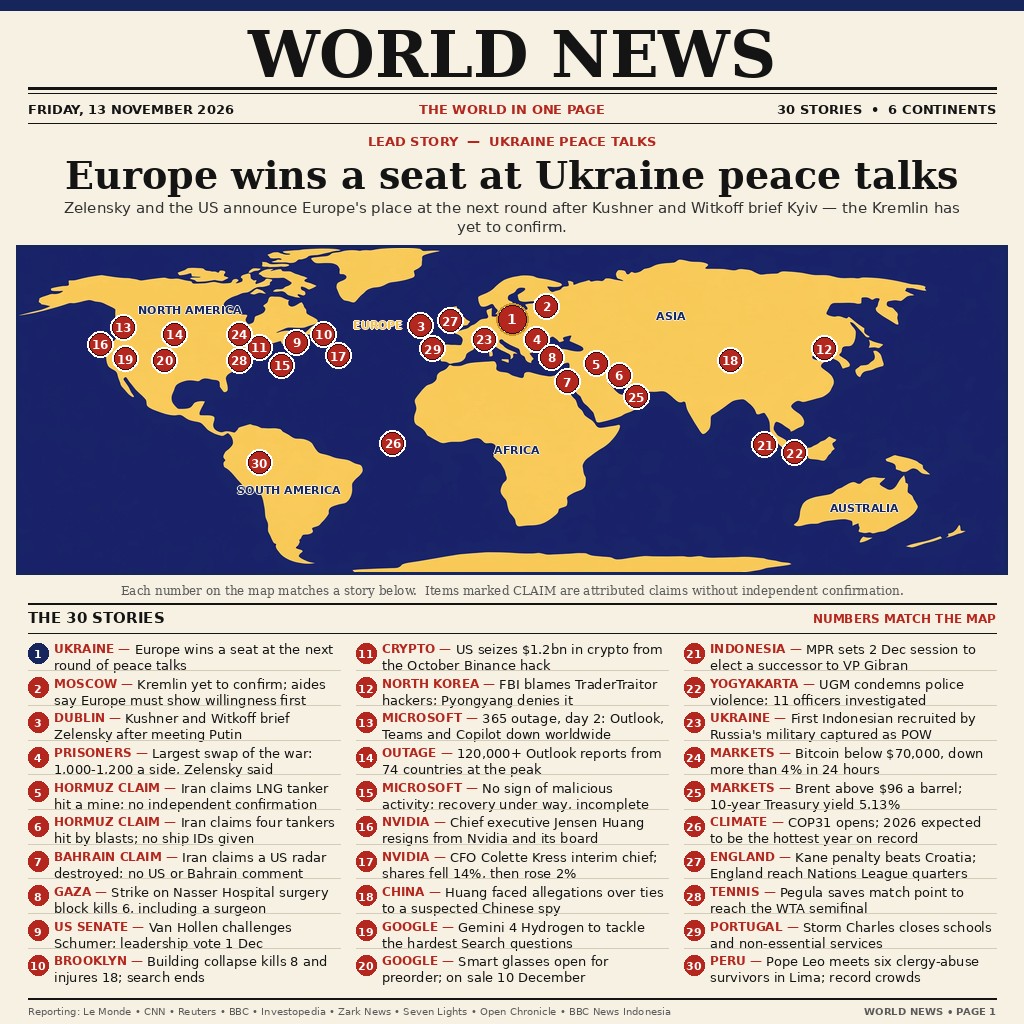 WORLD NEWS
FRIDAY, 13 NOVEMBER 2026
THE WORLD IN ONE PAGE
30 STORIES • 6 CONTINENTS
LEAD STORY — UKRAINE PEACE TALKS
Europe wins a seat at Ukraine peace talks
Zelensky and the US announce Europe's place at the next round after Kushner and Witkoff brief Kyiv — the Kremlin has
yet to confirm.
NORTH AMERICA
EUROPE
ASIA
AFRICA
SOUTH AMERICA
AUSTRALIA
1
2
3
4
5
6
7
8
9
10
11
12
13
14
15
16
17
18
19
20
21
22
23
24
25
26
27
28
29
30
Each number on the map matches a story below. Items marked CLAIM are attributed claims without independent confirmation.
THE 30 STORIES
NUMBERS MATCH THE MAP
1 UKRAINE — Europe wins a seat at the next
round of peace talks
2 MOSCOW — Kremlin yet to confirm; aides
say Europe must show willingness first
3 DUBLIN — Kushner and Witkoff brief
Zelensky after meeting Putin
4 PRISONERS — Largest swap of the war:
1,000-1,200 a side, Zelensky said
5 HORMUZ CLAIM — Iran claims LNG tanker
hit a mine; no independent confirmation
6 HORMUZ CLAIM — Iran claims four tankers
hit by blasts; no ship IDs given
7 BAHRAIN CLAIM — Iran claims a US radar
destroyed; no US or Bahrain comment
8 GAZA — Strike on Nasser Hospital surgery
block kills 6, including a surgeon
9 US SENATE — Van Hollen challenges
Schumer; leadership vote 1 Dec
10 BROOKLYN — Building collapse kills 8 and
injures 18; search ends
11 CRYPTO — US seizes $1.2bn in crypto from
the October Binance hack
12 NORTH KOREA — FBI blames TraderTraitor
hackers; Pyongyang denies it
13 MICROSOFT — 365 outage, day 2: Outlook,
Teams and Copilot down worldwide
14 OUTAGE — 120,000+ Outlook reports from
74 countries at the peak
15 MICROSOFT — No sign of malicious
activity; recovery under way, incomplete
16 NVIDIA — Chief executive Jensen Huang
resigns from Nvidia and its board
17 NVIDIA — CFO Colette Kress interim chief;
shares fell 14%, then rose 2%
18 CHINA — Huang faced allegations over ties
to a suspected Chinese spy
19 GOOGLE — Gemini 4 Hydrogen to tackle
the hardest Search questions
20 GOOGLE — Smart glasses open for
preorder; on sale 10 December
21 INDONESIA — MPR sets 2 Dec session to
elect a successor to VP Gibran
22 YOGYAKARTA — UGM condemns police
violence; 11 officers investigated
23 UKRAINE — First Indonesian recruited by
Russia's military captured as POW
24 MARKETS — Bitcoin below $70,000, down
more than 4% in 24 hours
25 MARKETS — Brent above $96 a barrel;
10-year Treasury yield 5.13%
26 CLIMATE — COP31 opens; 2026 expected
to be the hottest year on record
27 ENGLAND — Kane penalty beats Croatia;
England reach Nations League quarters
28 TENNIS — Pegula saves match point to
reach the WTA semifinal
29 PORTUGAL — Storm Charles closes schools
and non-essential services
30 PERU — Pope Leo meets six clergy-abuse
survivors in Lima; record crowds
Reporting: Le Monde • CNN • Reuters • BBC • Investopedia • Zark News • Seven Lights • Open Chronicle • BBC News Indonesia
WORLD NEWS • PAGE 1